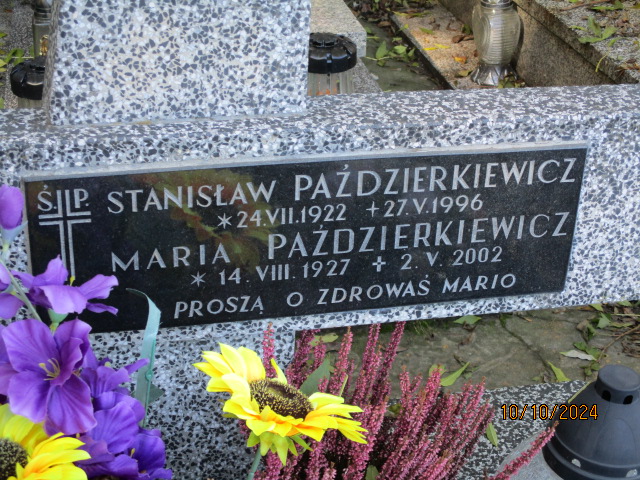 Ś.P. STANISŁAW PAŹDZIERKIEWICZ
✶ 24.VII.1922 +27.V.1996
MARIA PAŹDZIERKIEWICZ
✶ 14. VIII. 1927 + 2. V. 2002
PROSZĄ O ZDROWAŚ MARIO
10/10/2024